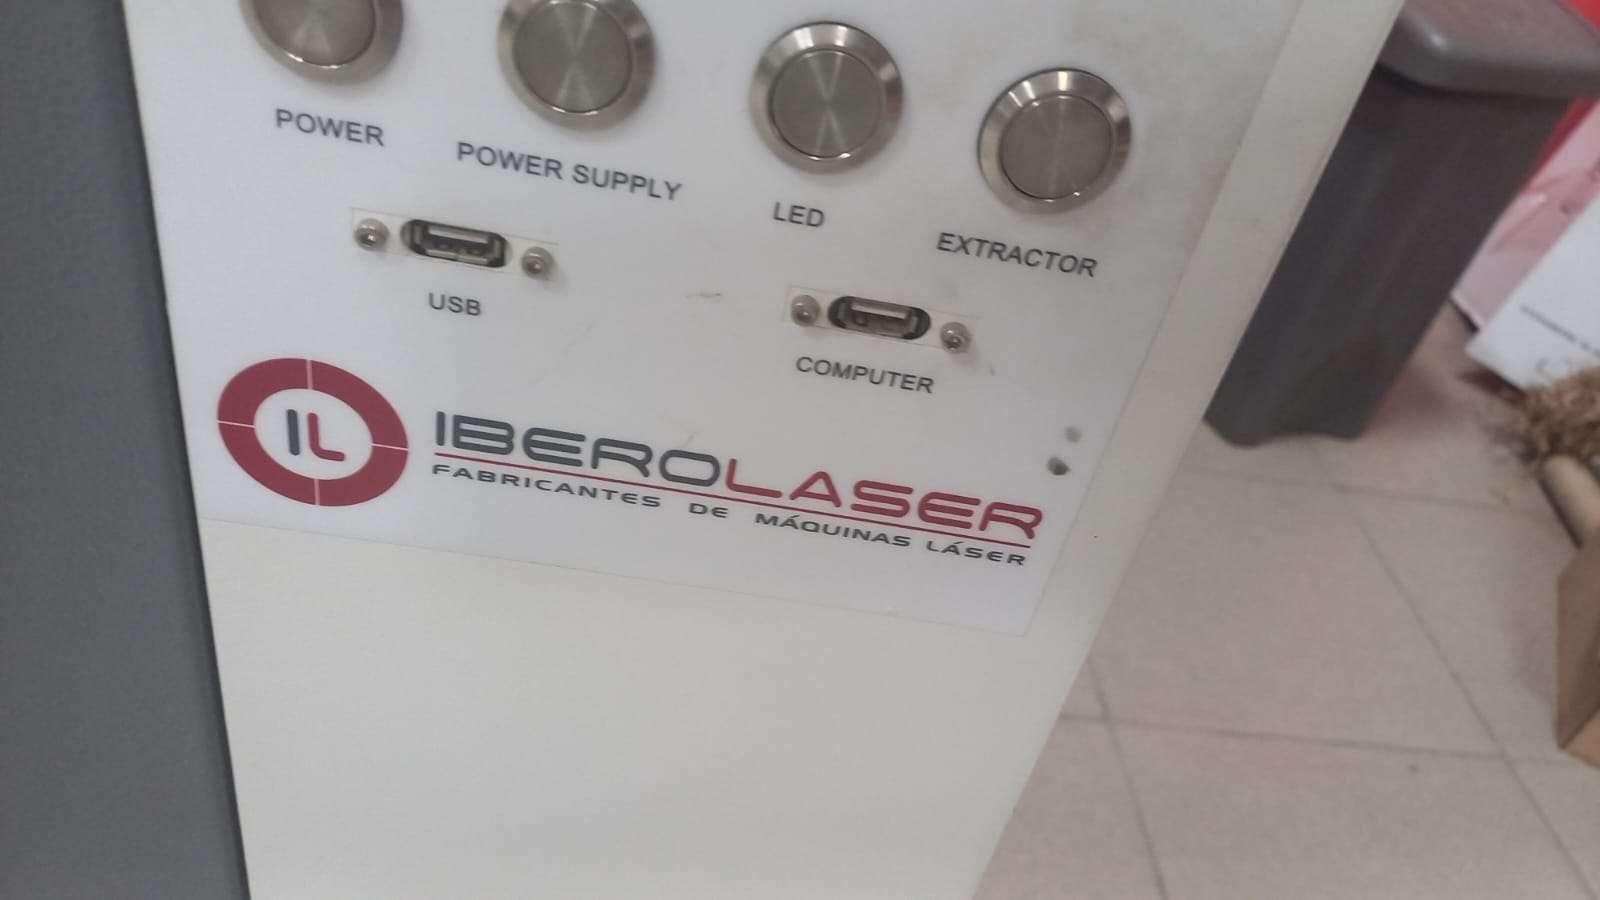 POWER
POWER SUPPLY
LED
EXTRACTOR
USB
COMPUTER
IL
IBEROLASER
FABRICANTES DE MÁQUINAS LÁSER